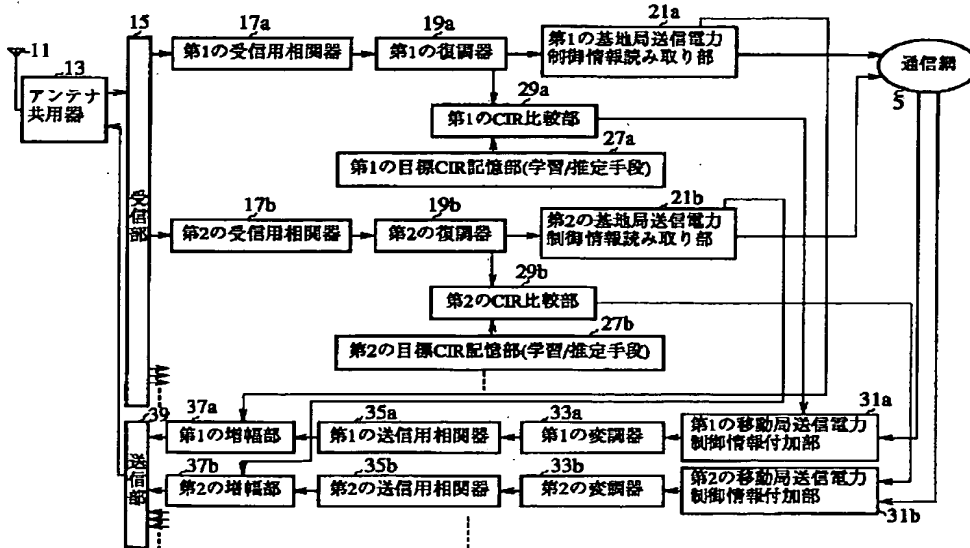 11
13
アンテナ
共用器
15
受信部
17a
第1の受信用相関器
19a
第1の復調器
21a
第1の基地局送信電力
制御情報読み取り部
通信網
5
29a
第1のCIR比較部
27a
第1の目標CIR記憶部(学習/推定手段)
17b
第2の受信用相関器
19b
第2の復調器
21b
第2の基地局送信電力
制御情報読み取り部
29b
第2のCIR比較部
27b
第2の目標CIR記憶部(学習/推定手段)
39
送信部
37a
第1の増幅部
35a
第1の送信用相関器
33a
第1の変調器
31a
第1の移動局送信電力
制御情報付加部
37b
第2の増幅部
35b
第2の送信用相関器
33b
第2の変調器
第2の移動局送信電力
制御情報付加部
31b